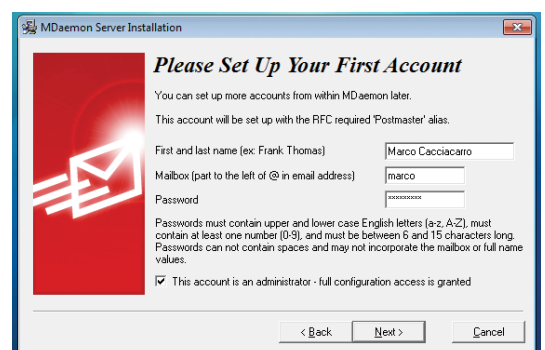 MDaemon Server Installation
Please Set Up Your First Account
You can set up more accounts from within MDaemon later.
This account will be set up with the RFC required 'Postmaster' alias.
First and last name (ex: Frank Thomas) Marco Cacciacarro
Mailbox (part to the left of @ in email address) marco
Password xxxxxxxxx
Passwords must contain upper and lower case English letters (a-z, A-Z), must
contain at least one number (0-9), and must be between 6 and 15 characters long.
Passwords can not contain spaces and may not incorporate the mailbox or full name
values.
This account is an administrator - full configuration access is granted
< Back Next > Cancel